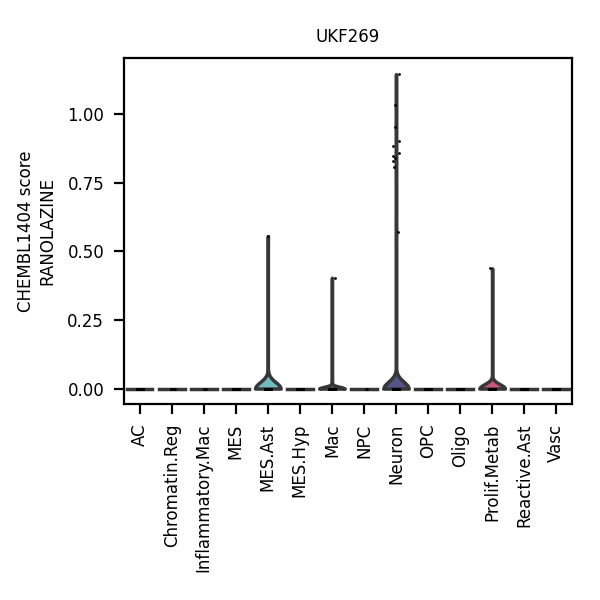 UKF269
CHEMBL1404 score
RANOLAZINE
1.00
0.75
0.50
0.25
0.00
AC
Chromatin.Reg
Inflammatory.Mac
MES
MES.Ast
MES.Hyp
Mac
NPC
Neuron
OPC
Oligo
Prolif.Metab
Reactive.Ast
Vasc